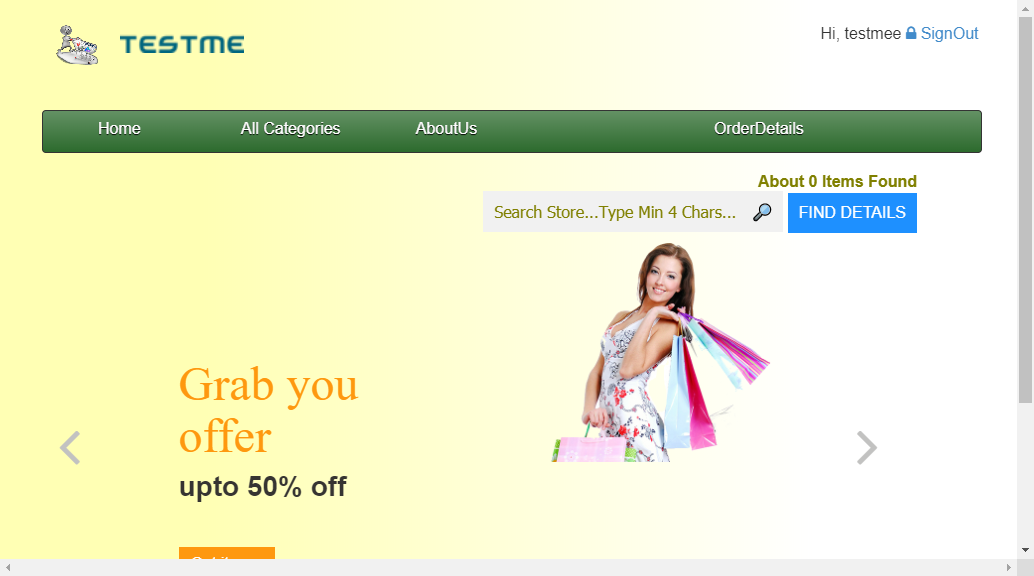 TESTME
Hi, testmee SignOut
Home All Categories AboutUs OrderDetails
About 0 Items Found
Search Store...Type Min 4 Chars... FIND DETAILS
Grab you
offer
upto 50% off